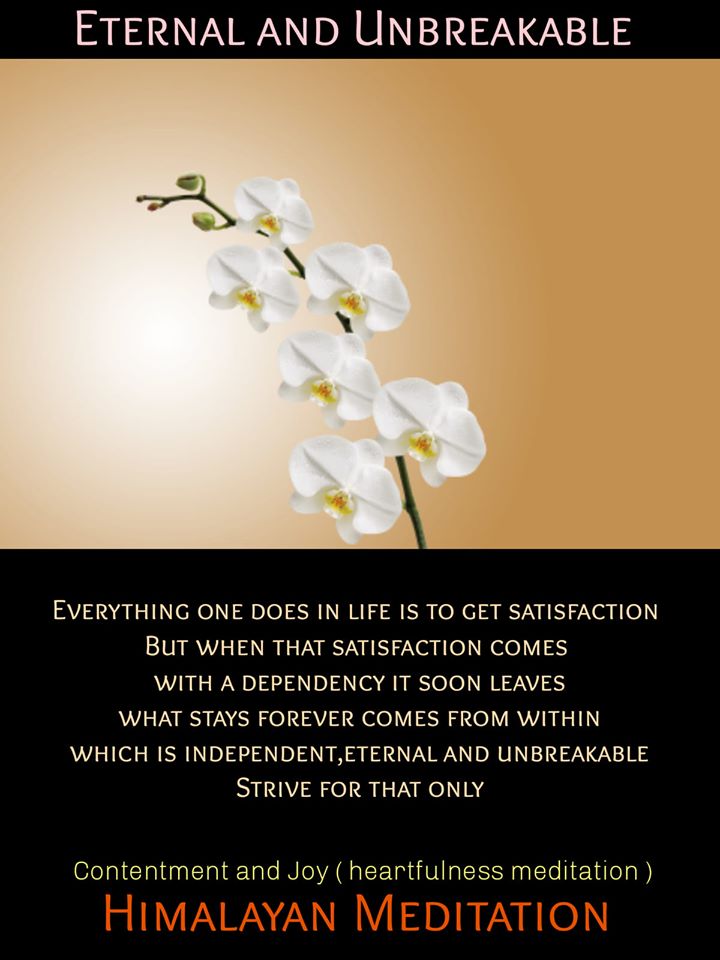 Eternal and Unbreakable
Everything one does in life is to get satisfaction
But when that satisfaction comes
with a dependency it soon leaves
what stays forever comes from within
which is independent,eternal and unbreakable
Strive for that only
Contentment and Joy ( heartfulness meditation )
Himalayan Meditation